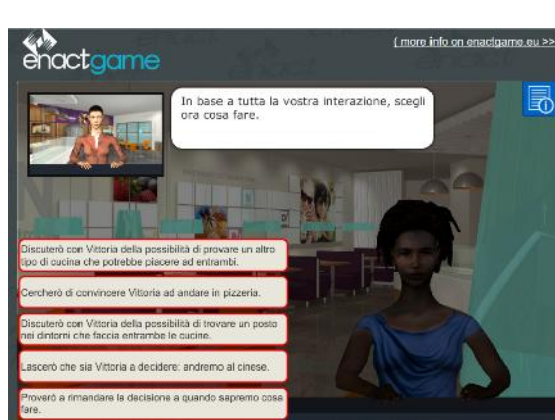 enactgame
( more info on enactgame.eu >>
In base a tutta la vostra interazione, scegli
ora cosa fare.
Discuterò con Vittoria della possibilità di provare un altro
tipo di cucina che potrebbe piacere ad entrambi.
Cercherò di convincere Vittoria ad andare in pizzeria.
Discuterò con Vittoria della possibilità di trovare un posto
nei dintorni che faccia entrambe le cucine.
Lascerò che sia Vittoria a decidere: andremo al cinese.
Proverò a rimandare la decisione a quando sapremo cosa
fare.